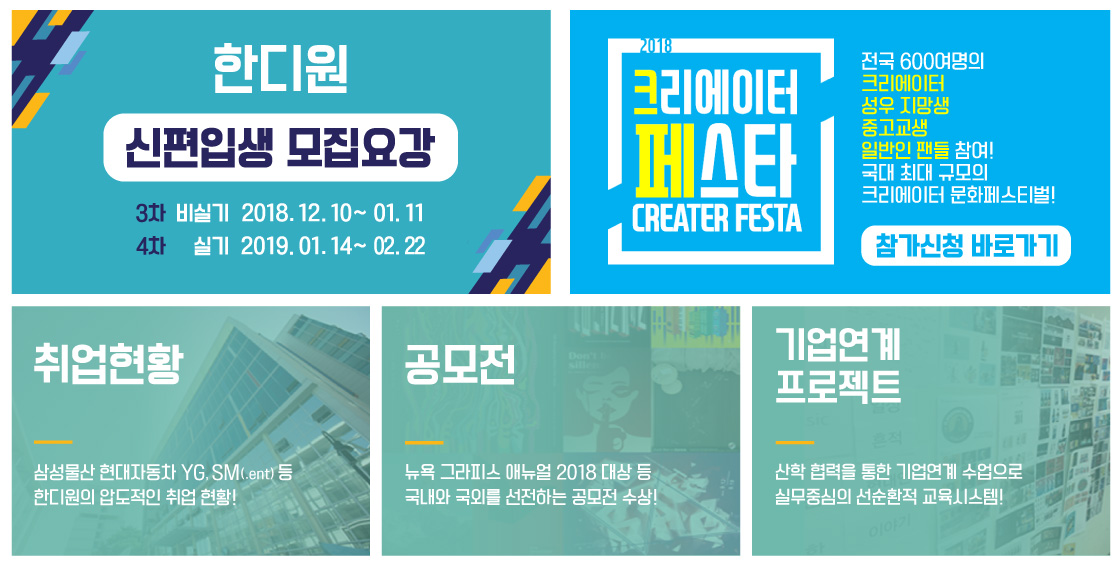 한디원
신편입생 모집요강
3차 비실기 2018. 12. 10~ 01. 11
4차 실기 2019. 01. 14~ 02. 22
2018
크리에이터
페스타
CREATER FESTA
전국 600여명의
크리에이터
성우 지망생
중고교생
일반인 팬들 참여!
국대 최대 규모의
크리에이터 문화페스티벌!
참가신청 바로가기
취업현황
삼성물산 현대자동차 YG, SM(.ent) 등
한디원의 압도적인 취업 현황!
공모전
뉴욕 그라피스 애뉴얼 2018 대상 등
국내와 국외를 선전하는 공모전 수상!
기업연계
프로젝트
산학 협력을 통한 기업연계 수업으로
실무중심의 선순환적 교육시스템!